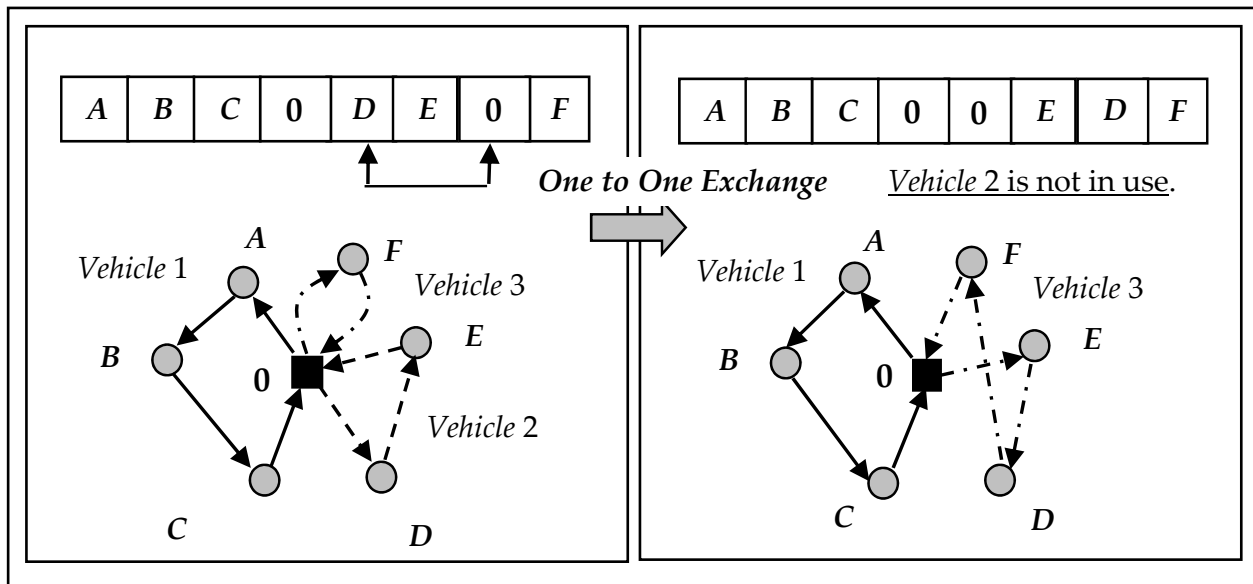 A B C 0 D E 0 F
A B C 0 0 E D F
One to One Exchange
Vehicle 2 is not in use.
A
F
Vehicle 1
Vehicle 3
B
E
0
Vehicle 2
C
D
A
F
Vehicle 1
Vehicle 3
B
E
0
C
D